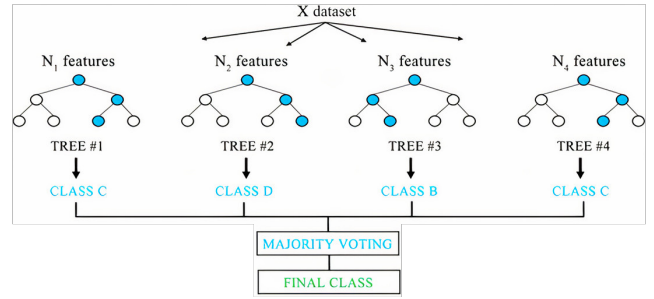 X dataset
N₁ features
N₂ features
N₃ features
N₄ features
TREE #1
TREE #2
TREE #3
TREE #4
CLASS C
CLASS D
CLASS B
CLASS C
MAJORITY VOTING
FINAL CLASS